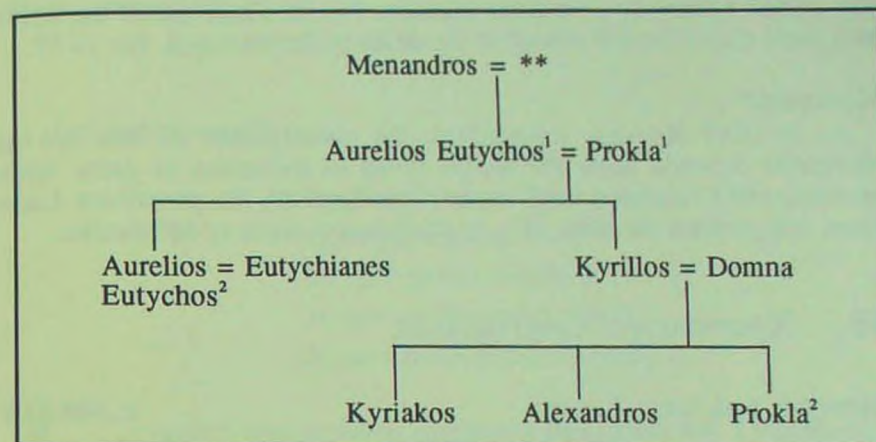 Menandros = **
Aurelios Eutychos¹ = Prokla¹
Aurelios = Eutychianes Kyrillos = Domna
Eutychos²
Kyriakos Alexandros Prokla²